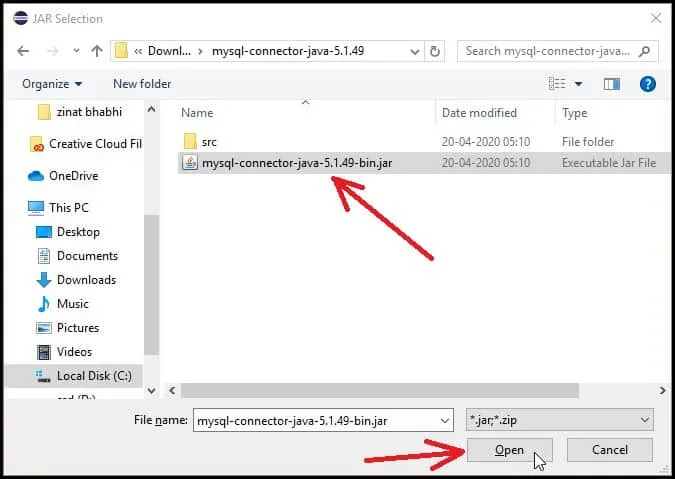 JAR Selection
« Downl... > mysql-connector-java-5.1.49
Search mysql-connector-java...
Organize
New folder
Name
Date modified
Type
zinat bhabhi
Creative Cloud Fil
OneDrive
This PC
Desktop
Documents
Downloads
Music
Pictures
Videos
Local Disk (C:)
src 20-04-2020 05:10 File folder
mysql-connector-java-5.1.49-bin.jar 20-04-2020 05:10 Executable Jar File
File name: mysql-connector-java-5.1.49-bin.jar
*.jar;*.zip
Open
Cancel